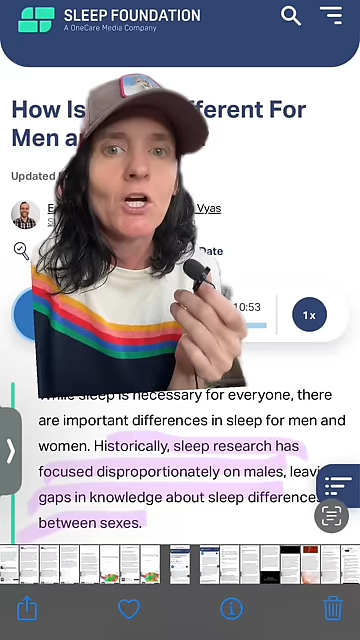 SLEEP FOUNDATION
A OneCare Media Company
How Is fferent For
Men a
Updated
E Vyas
S
Date
10:53
1x
While sleep is necessary for everyone, there
are important differences in sleep for men and
women. Historically, sleep research has
focused disproportionately on males, leavi
gaps in knowledge about sleep difference
between sexes.